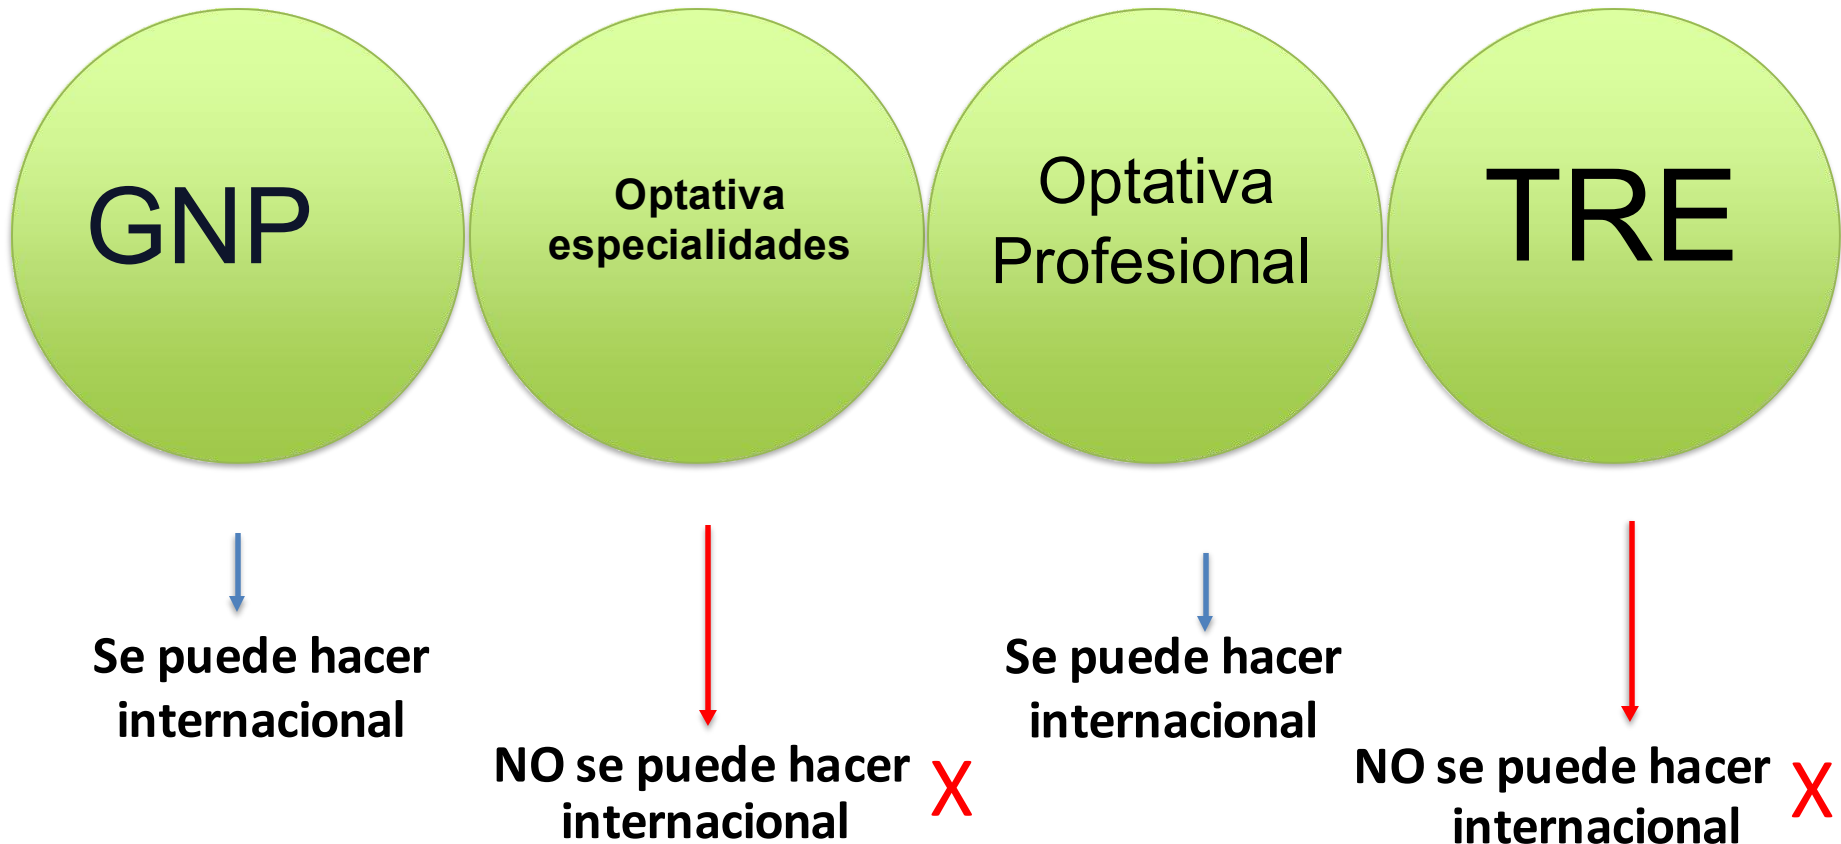 GNP
Optativa
especialidades
Optativa
Profesional
TRE
Se puede hacer
internacional
NO se puede hacer
internacional
X
Se puede hacer
internacional
NO se puede hacer
internacional
X